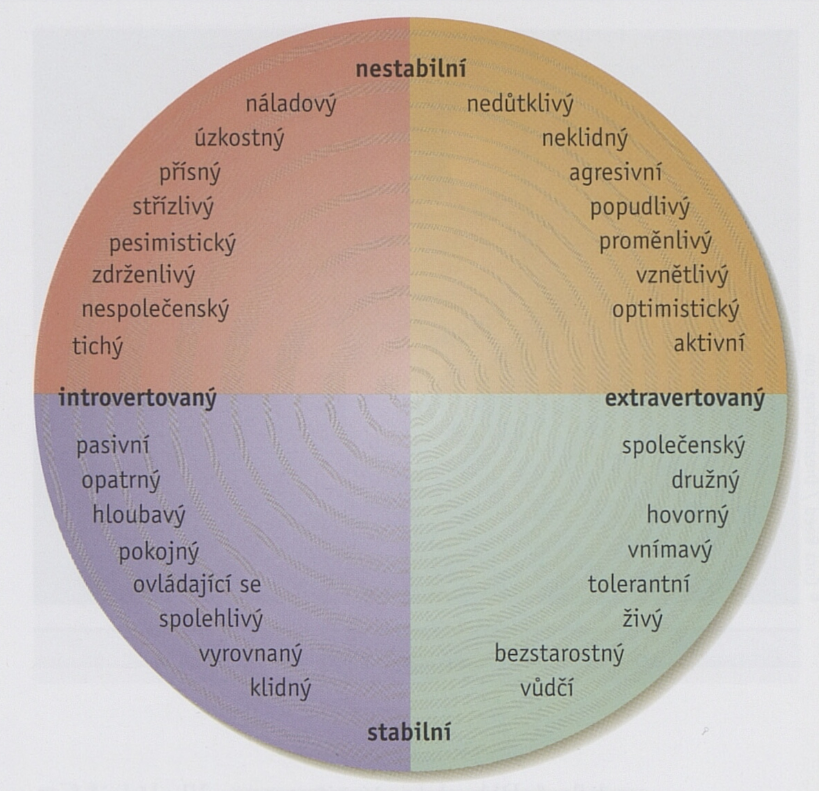 nestabilní
náladový
úzkostný
přísný
střízlivý
pesimistický
zdrženlivý
nespolečenský
tichý
nedůtklivý
neklidný
agresivní
popudlivý
proměnlivý
vznětlivý
optimistický
aktivní
introvertovaný
extravertovaný
pasivní
opatrný
hloubavý
pokojný
ovládající se
spolehlivý
vyrovnaný
klidný
společenský
družný
hovorný
vnímavý
tolerantní
živý
bezstarostný
vůdčí
stabilní